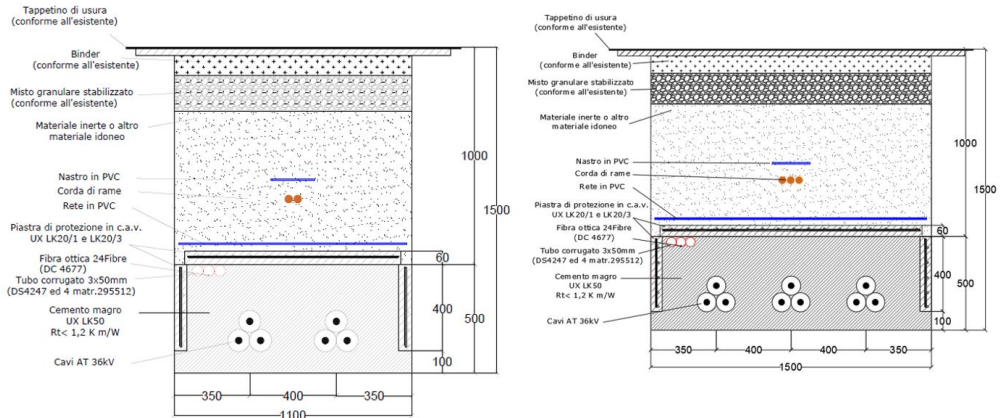 Tappetino di usura
(conforme all'esistente)
Binder
(conforme all'esistente)
Misto granulare stabilizzato
(conforme all'esistente)
Materiale inerte o altro
materiale idoneo
Nastro in PVC
Corda di rame
Rete in PVC
Piastra di protezione in c.a.v.
UX LK20/1 e LK20/3
Fibra ottica 24Fibre
(DC 4677)
Tubo corrugato 3x50mm
(DS4247 ed 4 matr.295512)
Cemento magro
UX LK50
Rt< 1,2 K m/W
Cavi AT 36kV
1000
1500
60
400
500
100
350
400
350
1100
Tappetino di usura
(conforme all'esistente)
Binder
(conforme all'esistente)
Misto granulare stabilizzato
(conforme all'esistente)
Materiale inerte o altro
materiale idoneo
Nastro in PVC
Corda di rame
Rete in PVC
Piastra di protezione in c.a.v.
UX LK20/1 e LK20/3
Fibra ottica 24Fibre
(DC 4677)
Tubo corrugato 3x50mm
(DS4247 ed 4 matr.295512)
Cemento magro
UX LK50
Rt< 1,2 K m/W
Cavi AT 36kV
1000
1500
60
400
500
100
350
400
400
350
1500